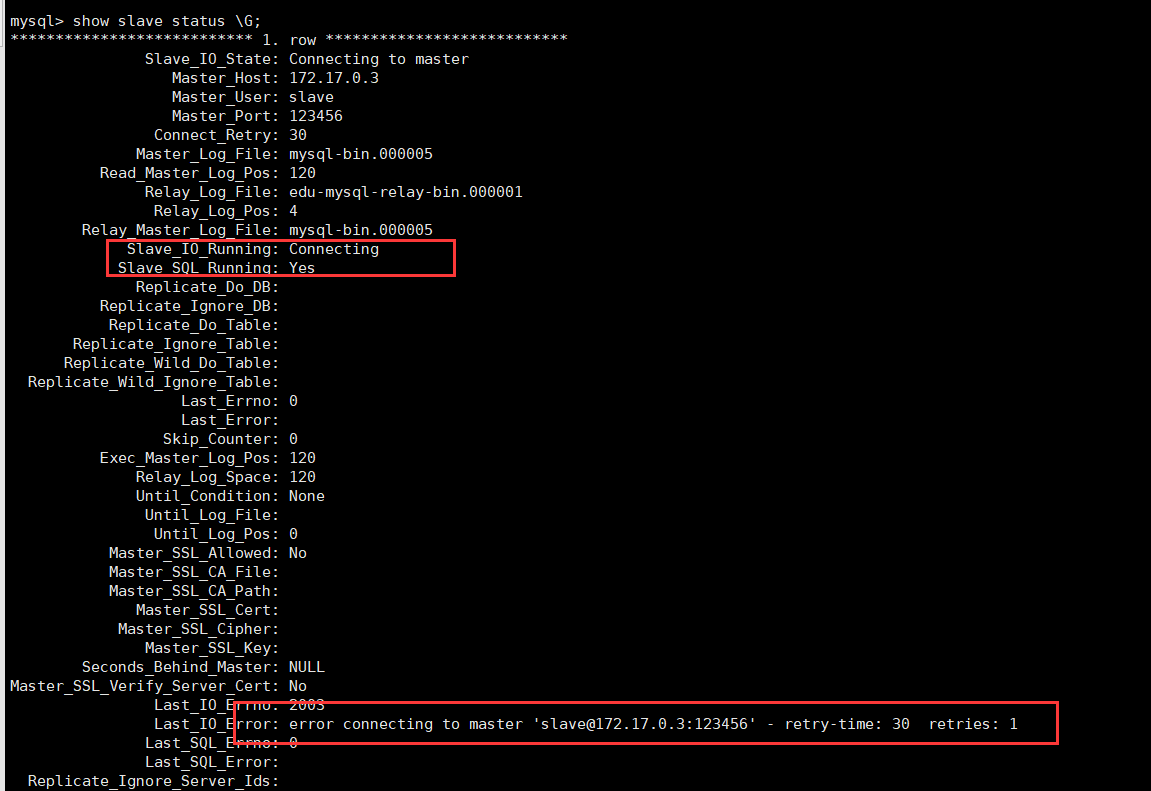 mysql> show slave status \G;
*************************** 1. row ***************************
Slave_IO_State: Connecting to master
Master_Host: 172.17.0.3
Master_User: slave
Master_Port: 123456
Connect_Retry: 30
Master_Log_File: mysql-bin.000005
Read_Master_Log_Pos: 120
Relay_Log_File: edu-mysql-relay-bin.000001
Relay_Log_Pos: 4
Relay_Master_Log_File: mysql-bin.000005
Slave_IO_Running: Connecting
Slave_SQL_Running: Yes
Replicate_Do_DB:
Replicate_Ignore_DB:
Replicate_Do_Table:
Replicate_Ignore_Table:
Replicate_Wild_Do_Table:
Replicate_Wild_Ignore_Table:
Last_Errno: 0
Last_Error:
Skip_Counter: 0
Exec_Master_Log_Pos: 120
Relay_Log_Space: 120
Until_Condition: None
Until_Log_File:
Until_Log_Pos: 0
Master_SSL_Allowed: No
Master_SSL_CA_File:
Master_SSL_CA_Path:
Master_SSL_Cert:
Master_SSL_Cipher:
Master_SSL_Key:
Seconds_Behind_Master: NULL
Master_SSL_Verify_Server_Cert: No
Last_IO_Errno: 2003
Last_IO_Error: error connecting to master 'slave@172.17.0.3:123456' - retry-time: 30  retries: 1
Last_SQL_Errno: 0
Last_SQL_Error:
Replicate_Ignore_Server_Ids: